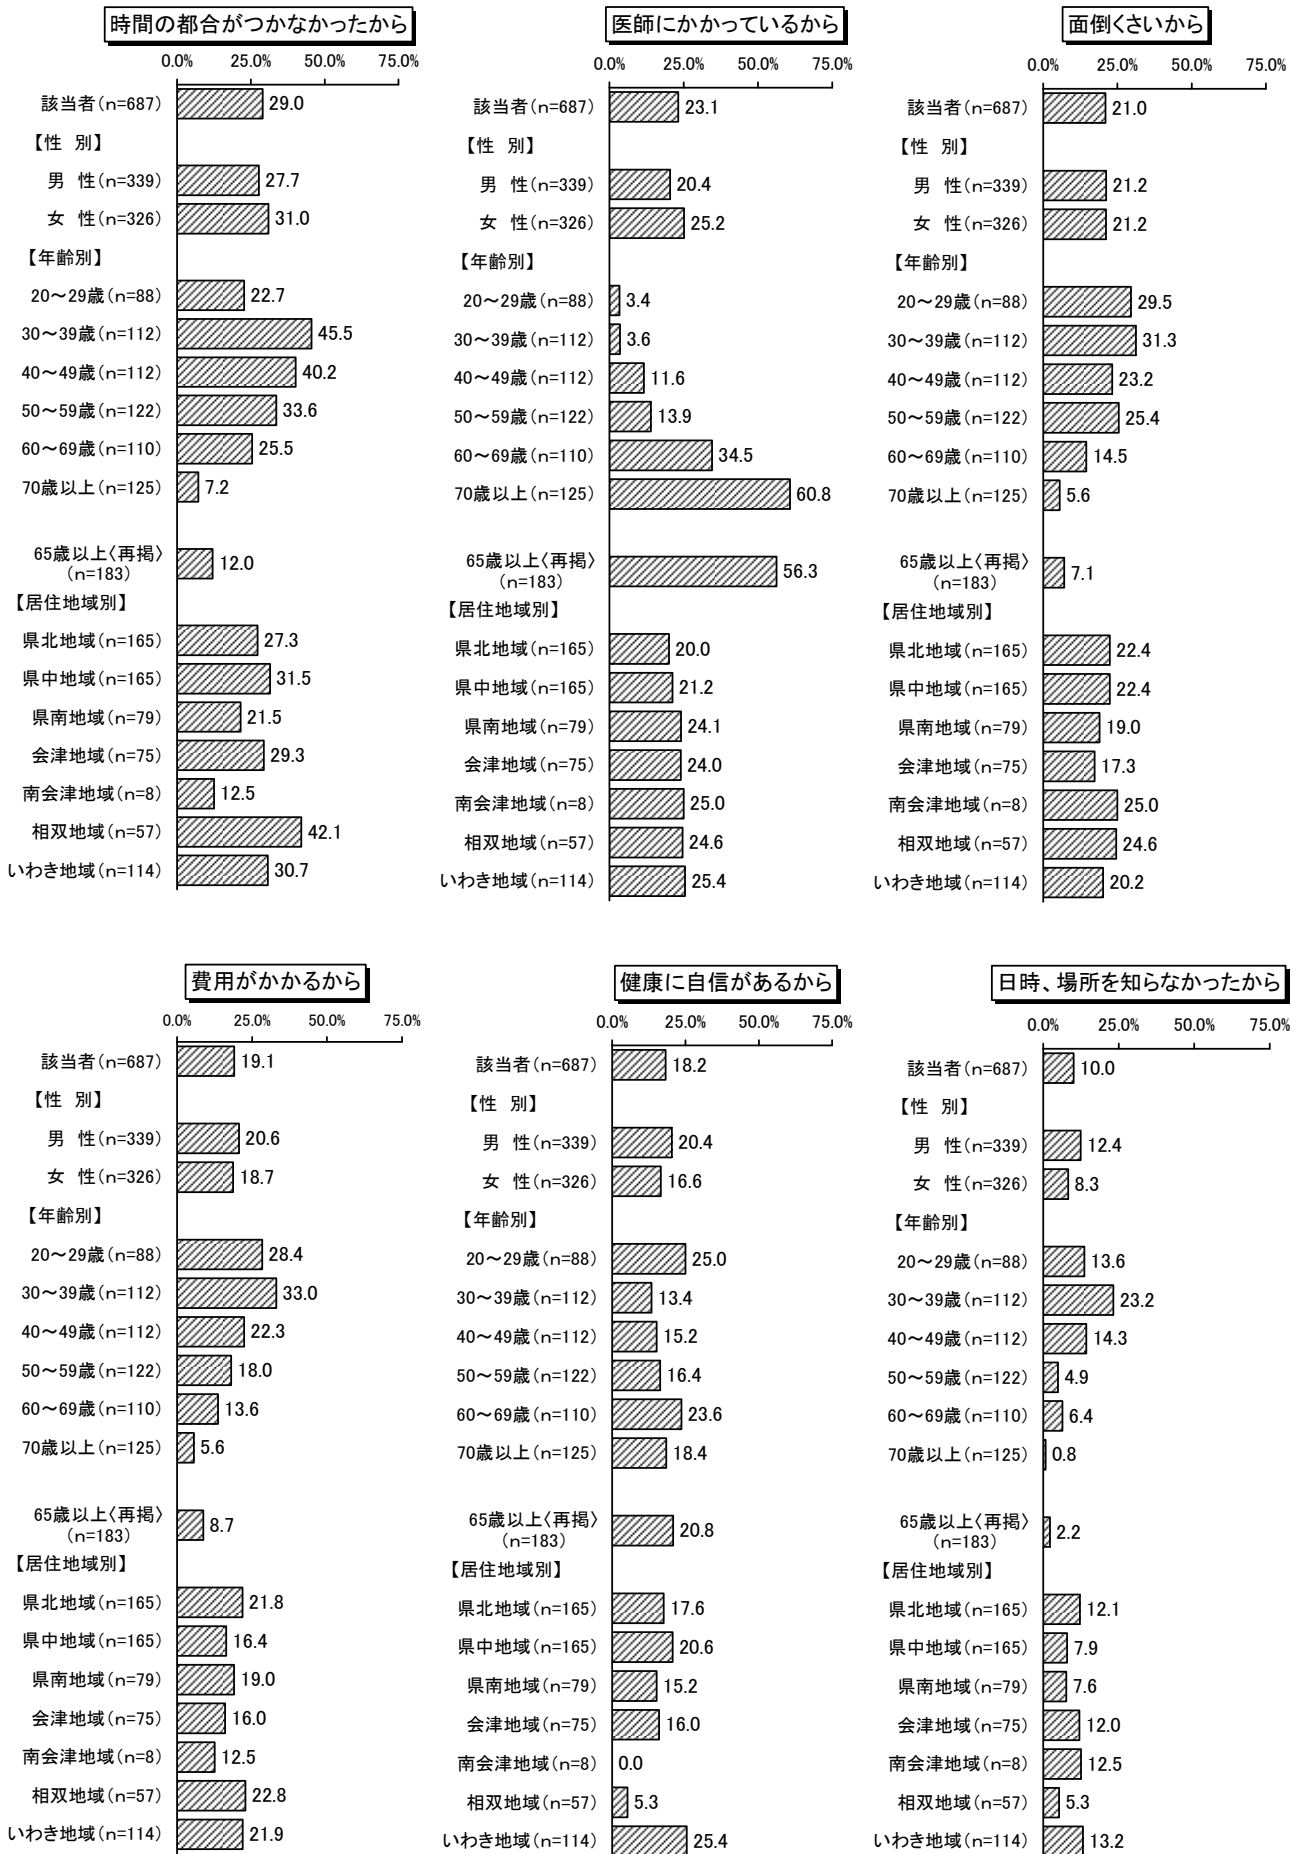 時間の都合がつかなかったから
0.0% 25.0% 50.0% 75.0%
該当者(n=687) 29.0
【性 別】
男 性(n=339) 27.7
女 性(n=326) 31.0
【年齢別】
20～29歳(n=88) 22.7
30～39歳(n=112) 45.5
40～49歳(n=112) 40.2
50～59歳(n=122) 33.6
60～69歳(n=110) 25.5
70歳以上(n=125) 7.2
65歳以上〈再掲〉
(n=183) 12.0
【居住地域別】
県北地域(n=165) 27.3
県中地域(n=165) 31.5
県南地域(n=79) 21.5
会津地域(n=75) 29.3
南会津地域(n=8) 12.5
相双地域(n=57) 42.1
いわき地域(n=114) 30.7
医師にかかっているから
0.0% 25.0% 50.0% 75.0%
該当者(n=687) 23.1
【性 別】
男 性(n=339) 20.4
女 性(n=326) 25.2
【年齢別】
20～29歳(n=88) 3.4
30～39歳(n=112) 3.6
40～49歳(n=112) 11.6
50～59歳(n=122) 13.9
60～69歳(n=110) 34.5
70歳以上(n=125) 60.8
65歳以上〈再掲〉
(n=183) 56.3
【居住地域別】
県北地域(n=165) 20.0
県中地域(n=165) 21.2
県南地域(n=79) 24.1
会津地域(n=75) 24.0
南会津地域(n=8) 25.0
相双地域(n=57) 24.6
いわき地域(n=114) 25.4
面倒くさいから
0.0% 25.0% 50.0% 75.0%
該当者(n=687) 21.0
【性 別】
男 性(n=339) 21.2
女 性(n=326) 21.2
【年齢別】
20～29歳(n=88) 29.5
30～39歳(n=112) 31.3
40～49歳(n=112) 23.2
50～59歳(n=122) 25.4
60～69歳(n=110) 14.5
70歳以上(n=125) 5.6
65歳以上〈再掲〉
(n=183) 7.1
【居住地域別】
県北地域(n=165) 22.4
県中地域(n=165) 22.4
県南地域(n=79) 19.0
会津地域(n=75) 17.3
南会津地域(n=8) 25.0
相双地域(n=57) 24.6
いわき地域(n=114) 20.2
費用がかかるから
0.0% 25.0% 50.0% 75.0%
該当者(n=687) 19.1
【性 別】
男 性(n=339) 20.6
女 性(n=326) 18.7
【年齢別】
20～29歳(n=88) 28.4
30～39歳(n=112) 33.0
40～49歳(n=112) 22.3
50～59歳(n=122) 18.0
60～69歳(n=110) 13.6
70歳以上(n=125) 5.6
65歳以上〈再掲〉
(n=183) 8.7
【居住地域別】
県北地域(n=165) 21.8
県中地域(n=165) 16.4
県南地域(n=79) 19.0
会津地域(n=75) 16.0
南会津地域(n=8) 12.5
相双地域(n=57) 22.8
いわき地域(n=114) 21.9
健康に自信があるから
0.0% 25.0% 50.0% 75.0%
該当者(n=687) 18.2
【性 別】
男 性(n=339) 20.4
女 性(n=326) 16.6
【年齢別】
20～29歳(n=88) 25.0
30～39歳(n=112) 13.4
40～49歳(n=112) 15.2
50～59歳(n=122) 16.4
60～69歳(n=110) 23.6
70歳以上(n=125) 18.4
65歳以上〈再掲〉
(n=183) 20.8
【居住地域別】
県北地域(n=165) 17.6
県中地域(n=165) 20.6
県南地域(n=79) 15.2
会津地域(n=75) 16.0
南会津地域(n=8) 0.0
相双地域(n=57) 5.3
いわき地域(n=114) 25.4
日時、場所を知らなかったから
0.0% 25.0% 50.0% 75.0%
該当者(n=687) 10.0
【性 別】
男 性(n=339) 12.4
女 性(n=326) 8.3
【年齢別】
20～29歳(n=88) 13.6
30～39歳(n=112) 23.2
40～49歳(n=112) 14.3
50～59歳(n=122) 4.9
60～69歳(n=110) 6.4
70歳以上(n=125) 0.8
65歳以上〈再掲〉
(n=183) 2.2
【居住地域別】
県北地域(n=165) 12.1
県中地域(n=165) 7.9
県南地域(n=79) 7.6
会津地域(n=75) 12.0
南会津地域(n=8) 12.5
相双地域(n=57) 5.3
いわき地域(n=114) 13.2